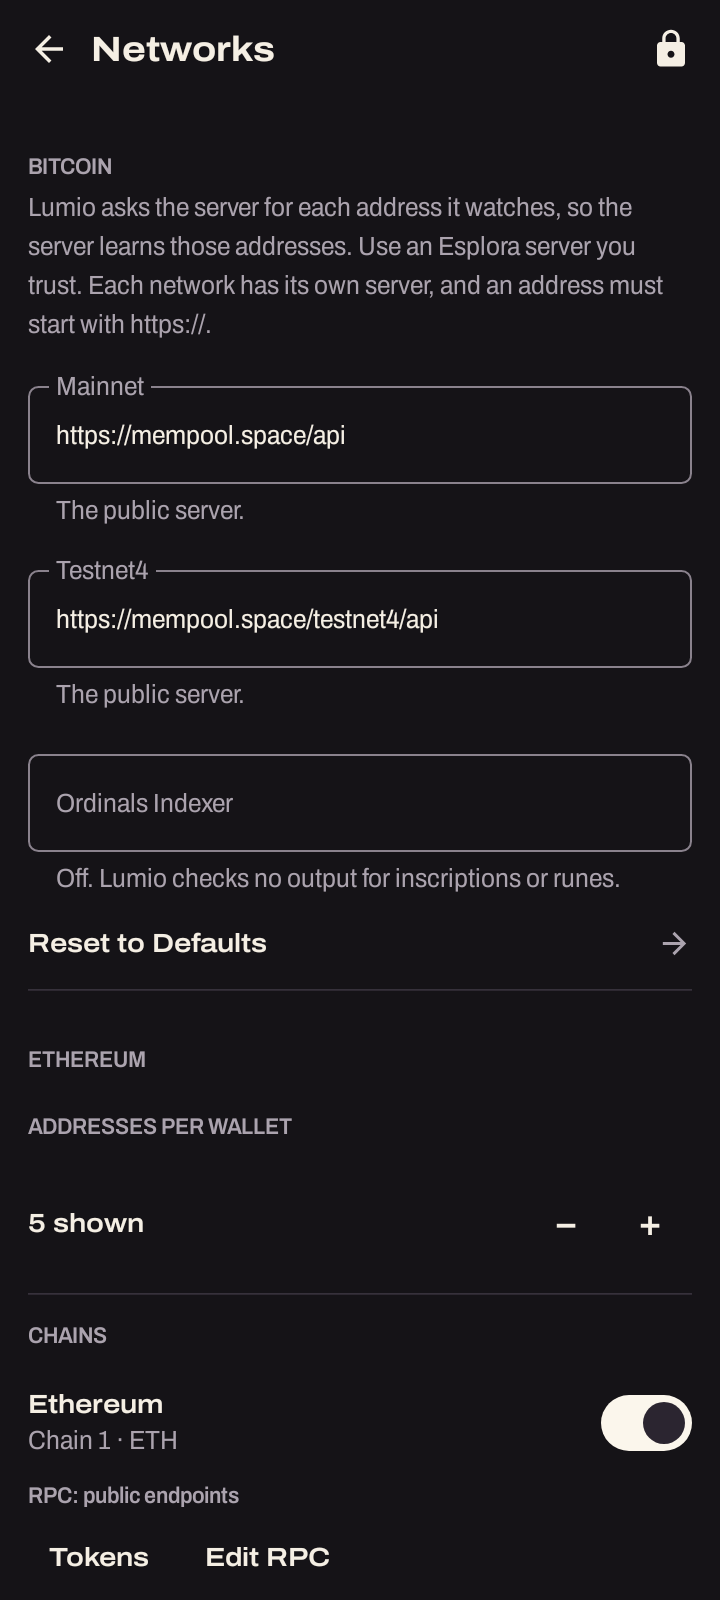 Networks
BITCOIN
Lumio asks the server for each address it watches, so the
server learns those addresses. Use an Esplora server you
trust. Each network has its own server, and an address must
start with https://.
Mainnet
https://mempool.space/api
The public server.
Testnet4
https://mempool.space/testnet4/api
The public server.
Ordinals Indexer
Off. Lumio checks no output for inscriptions or runes.
Reset to Defaults
ETHEREUM
ADDRESSES PER WALLET
5 shown − +
CHAINS
Ethereum
Chain 1 · ETH
RPC: public endpoints
Tokens Edit RPC